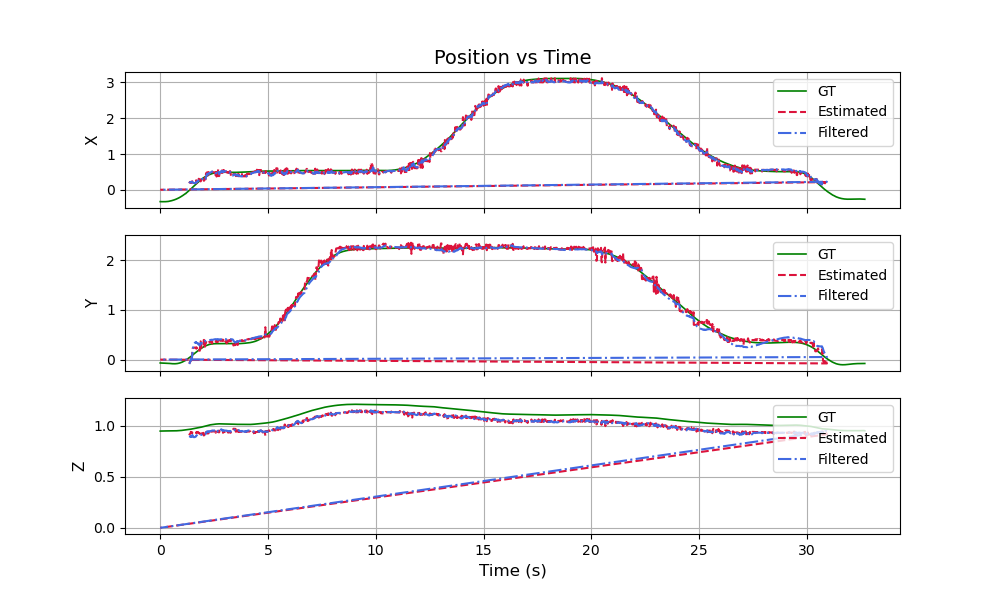 Position vs Time
X
3
2
1
0
GT
Estimated
Filtered
Y
2
1
0
GT
Estimated
Filtered
Z
1.0
0.5
0.0
GT
Estimated
Filtered
0 5 10 15 20 25 30
Time (s)